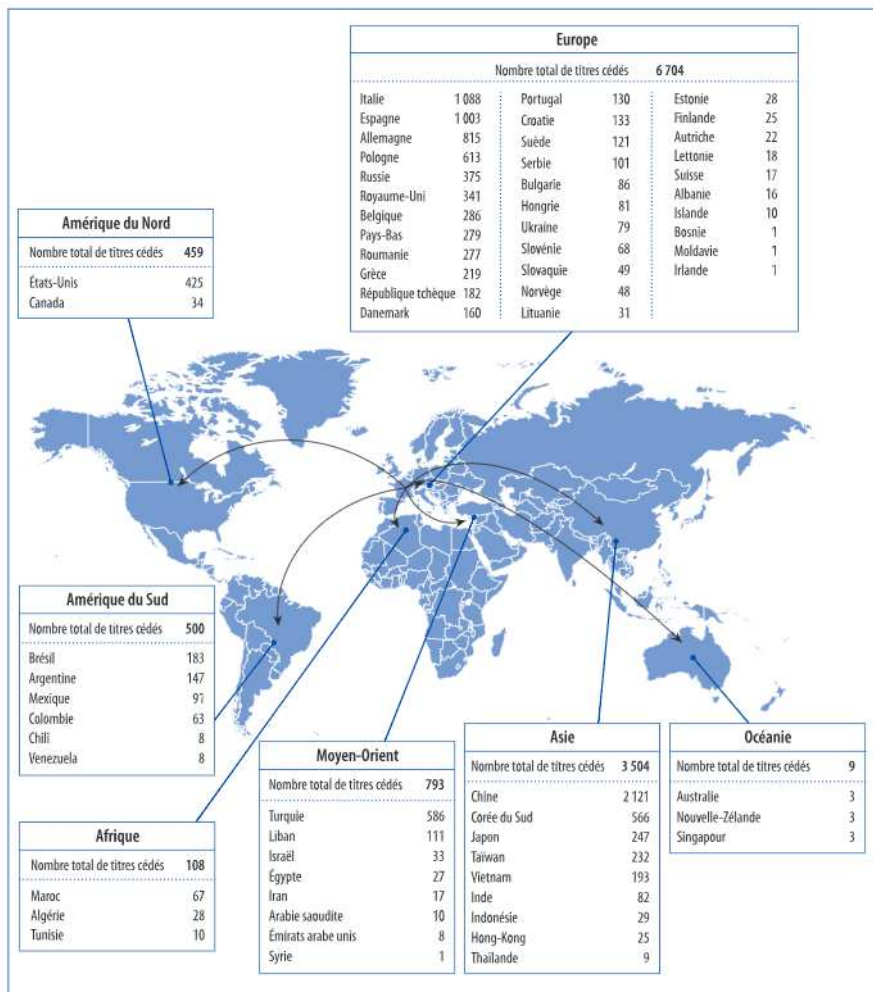 Europe
Nombre total de titres cédés 6 704
Italie 1 088
Espagne 1 003
Allemagne 815
Pologne 613
Russie 375
Royaume-Uni 341
Belgique 286
Pays-Bas 279
Roumanie 277
Grèce 219
République tchèque 182
Danemark 160
Portugal 130
Croatie 133
Suède 121
Serbie 101
Bulgarie 86
Hongrie 81
Ukraine 79
Slovénie 68
Slovaquie 49
Norvège 48
Lituanie 31
Estonie 28
Finlande 25
Autriche 22
Lettonie 18
Suisse 17
Albanie 16
Islande 10
Bosnie 1
Moldavie 1
Irlande 1
Amérique du Nord
Nombre total de titres cédés 459
États-Unis 425
Canada 34
Amérique du Sud
Nombre total de titres cédés 500
Brésil 183
Argentine 147
Mexique 97
Colombie 63
Chili 8
Venezuela 8
Afrique
Nombre total de titres cédés 108
Maroc 67
Algérie 28
Tunisie 10
Moyen-Orient
Nombre total de titres cédés 793
Turquie 586
Liban 111
Israël 33
Égypte 27
Iran 17
Arabie saoudite 10
Émirats arabe unis 8
Syrie 1
Asie
Nombre total de titres cédés 3 504
Chine 2 121
Corée du Sud 566
Japon 247
Taïwan 232
Vietnam 193
Inde 82
Indonésie 29
Hong-Kong 25
Thaïlande 9
Océanie
Nombre total de titres cédés 9
Australie 3
Nouvelle-Zélande 3
Singapour 3